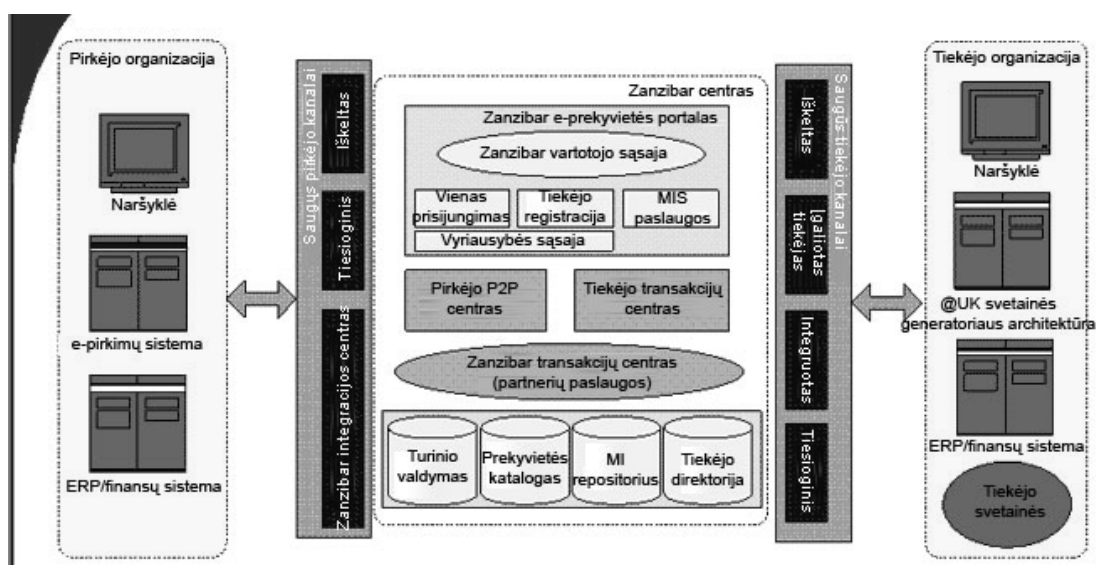 Pirkėjo organizacija
Naršyklė
e-pirkimų sistema
ERP/finansų sistema
Saugųs pirkėjo kanalai
Iškeltas
Tiesioginis
Zanzibar integracijos centras
Zanzibar centras
Zanzibar e-prekyvietės portalas
Zanzibar vartotojo sąsaja
Vienas
prisijungimas
Tiekėjo
registracija
MIS
paslaugos
Vyriausybės sąsaja
Pirkėjo P2P
centras
Tiekėjo transakcijų
centras
Zanzibar transakcijų centras
(partnerių paslaugos)
Turinio
valdymas
Prekyvietės
katalogas
MI
repositorius
Tiekėjo
direktorija
Saugūs tiekėjo kanalai
Iškeltas
Įgaliotas
tiekėjas
Integruotas
Tiesioginis
Tiekėjo organizacija
Naršyklė
@UK svetainės
generatoriaus architektūra
ERP/finansų sistema
Tiekėjo
svetainės